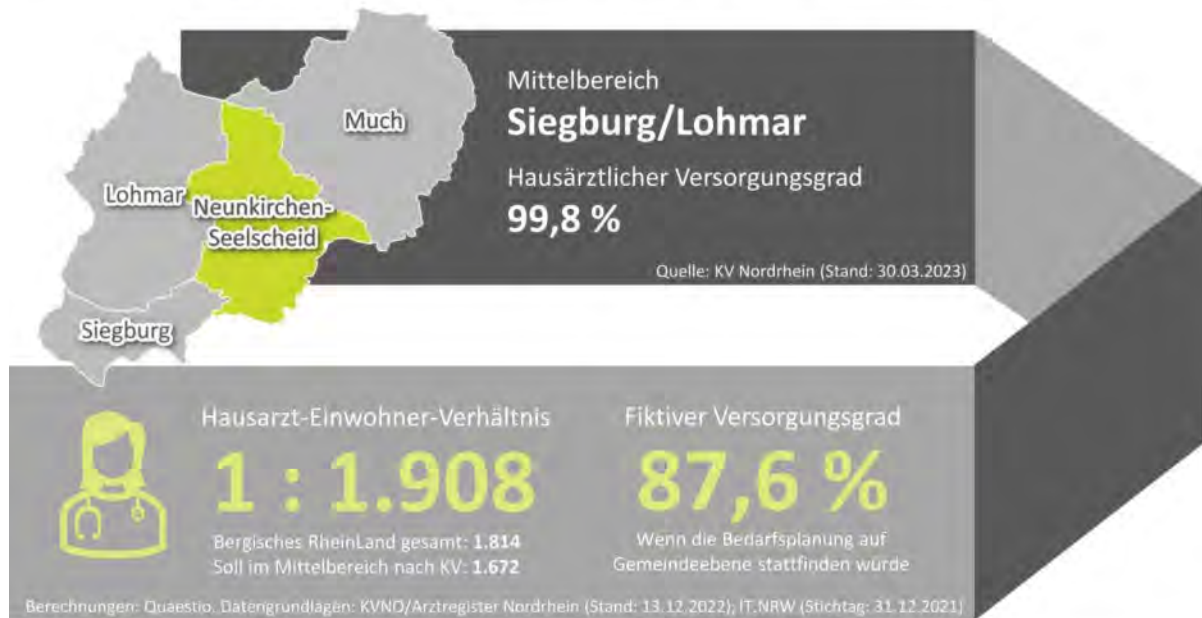 Mittelbereich
Siegburg/Lohmar
Hausärztlicher Versorgungsgrad
99,8 %
Quelle: KV Nordrhein (Stand: 30.03.2023)
Much
Lohmar
Neunkirchen-
Seelscheid
Siegburg
Hausarzt-Einwohner-Verhältnis
1 : 1.908
Bergisches RheinLand gesamt: 1.814
Soll im Mittelbereich nach KV: 1.672
Fiktiver Versorgungsgrad
87,6 %
Wenn die Bedarfsplanung auf
Gemeindeebene stattfinden würde
Berechnungen: Quaestio. Datengrundlagen: KVNO/Arztregister Nordrhein (Stand: 13.12.2022); IT.NRW (Stichtag: 31.12.2021)